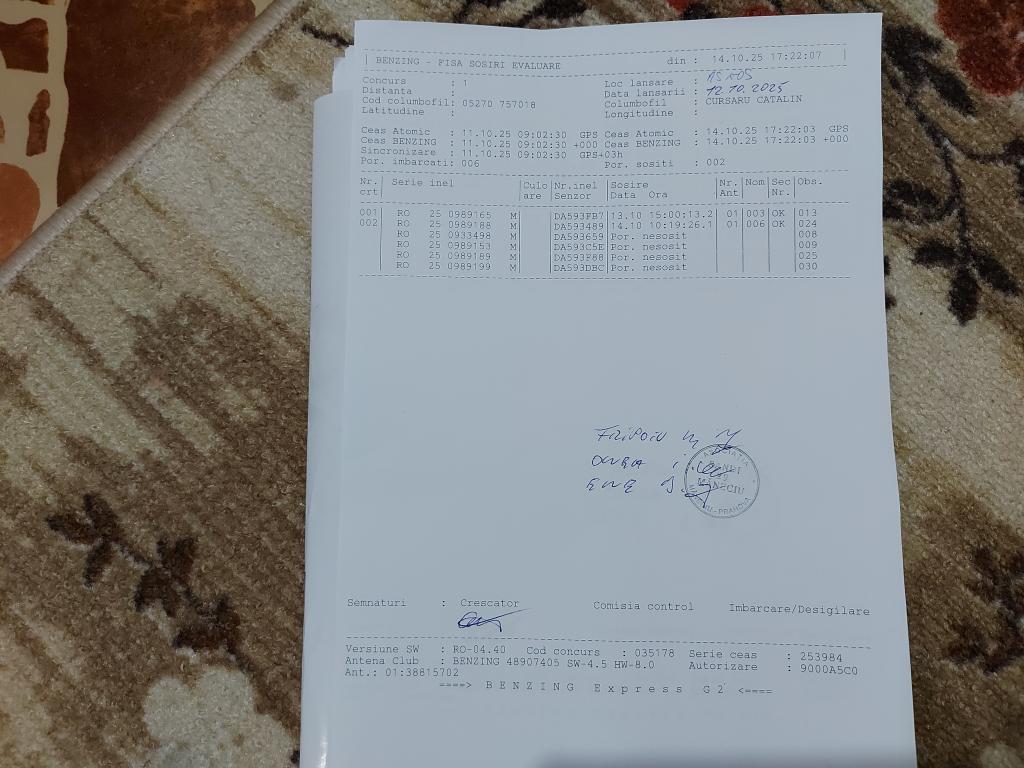 BENZING - FISA SOSIRI EVALUARE din : 14.10.25 17:22:07
Concurs : 1 Loc lansare :
Distanta : Data lansarii : 12 10. 2025
Cod columbofil: 05270 757018 Columbofil : CURSARU CATALIN
Latitudine : Longitudine :
Ceas Atomic : 11.10.25 09:02:30 GPS Ceas Atomic : 14.10.25 17:22:03 GPS
Ceas BENZING : 11.10.25 09:02:30 +000 Ceas BENZING : 14.10.25 17:22:03 +000
Sincronizare : 11.10.25 09:02:30 GPS+03h
Por. imbarcati: 006 Por. sositi : 002
Nr. Serie inel Culo Nr.inel Sosire Nr. Nom Sec Obs.
crt are Senzor Data Ora Ant Nr.
001 RO 25 0989165 M DA593FB7 13.10 15:00:13.2 01 003 OK 013
002 RO 25 0989188 M DA593489 14.10 10:19:26.1 01 006 OK 024
RO 25 0933498 M DA593659 Por. nesosit 008
RO 25 0989153 M DA593C5E Por. nesosit 009
RO 25 0989189 M DA593F88 Por. nesosit 025
RO 25 0989199 M DA593DBC Por. nesosit 030
MANECIU
Semnaturi : Crescator Comisia control Imbarcare/Desigilare
Versiune SW : RO-04.40 Cod concurs : 035178 Serie ceas : 253984
Antena Club : BENZING 48907405 SW-4.5 HW-8.0 Autorizare : 9000A5C0
Ant.: 01:38815702
====> BENZING Express G2 <====